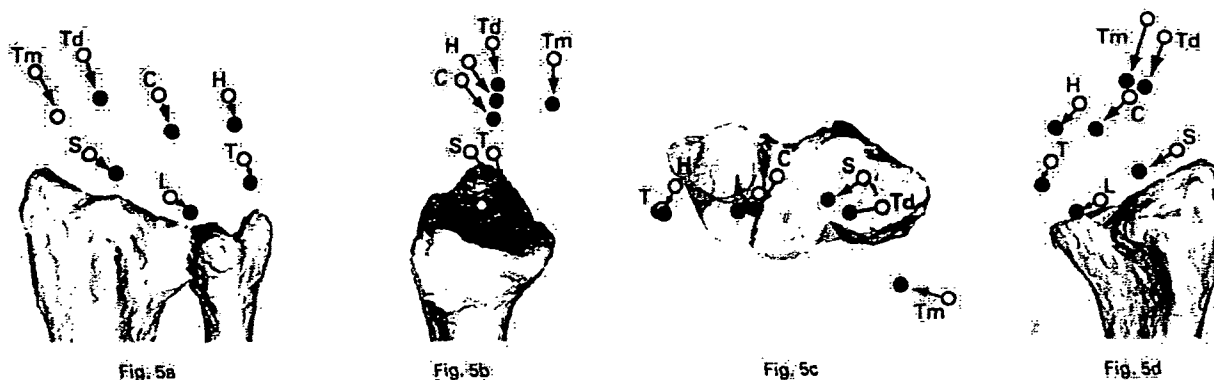 Tm Td C H
S T
L
Fig. 5a
Td
H Tm
C
S T
Fig. 5b
H C S
T Td
Tm
Fig. 5c
Tm Td
H C
T S
L
Fig. 5d